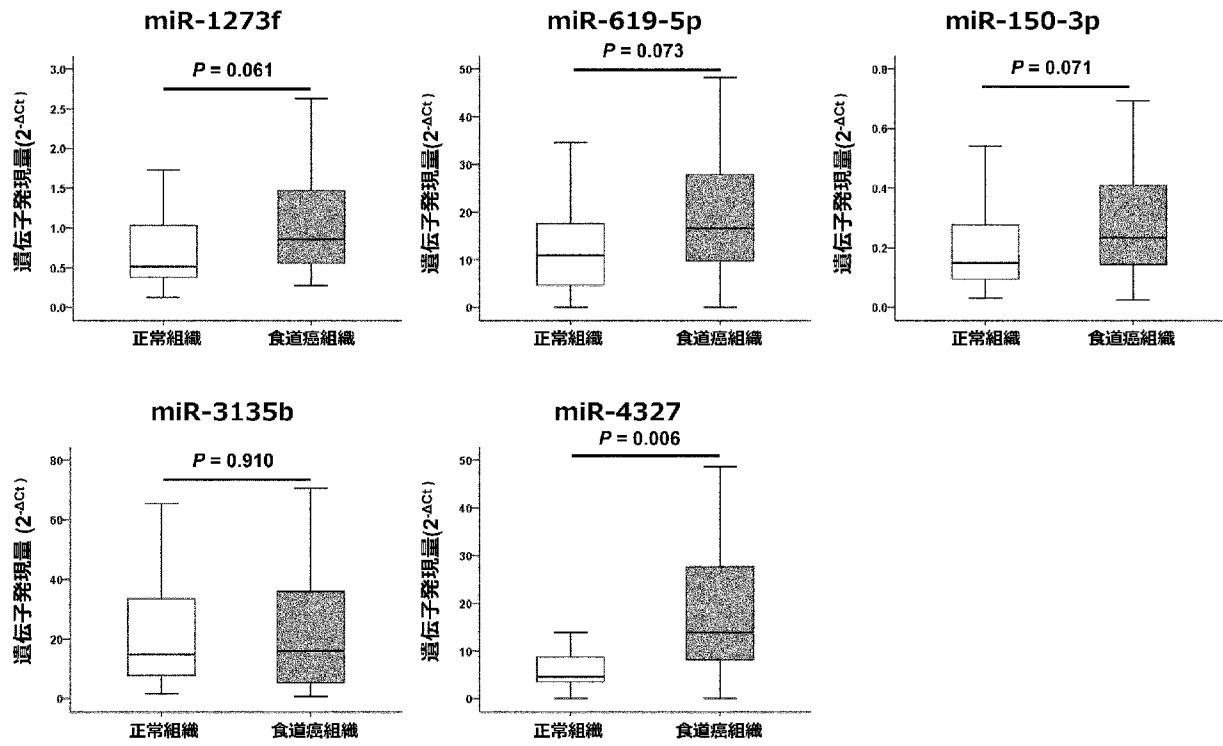 miR-1273f
P = 0.061
遺伝子発現量(2-ΔCt)
3.0
2.5
2.0
1.5
1.0
0.5
0.0
正常組織 食道癌組織
miR-619-5p
P = 0.073
遺伝子発現量(2-ΔCt)
50
40
30
20
10
0
正常組織 食道癌組織
miR-150-3p
P = 0.071
遺伝子発現量(2-ΔCt)
0.8
0.6
0.4
0.2
0.0
正常組織 食道癌組織
miR-3135b
P = 0.910
遺伝子発現量 (2-ΔCt)
80
60
40
20
0
正常組織 食道癌組織
miR-4327
P = 0.006
遺伝子発現量(2-ΔCt)
50
40
30
20
10
0
正常組織 食道癌組織